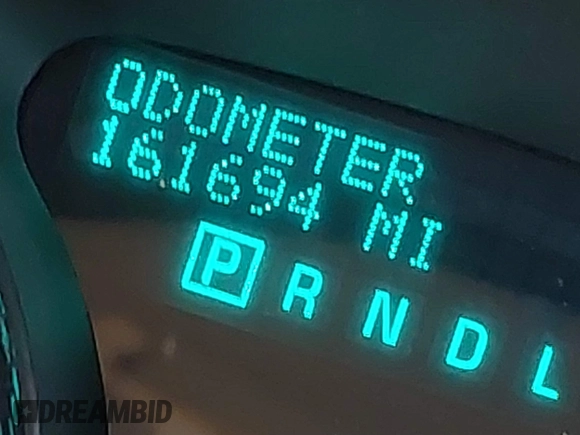 ODOMETER
161694 MI
P R N D L
DREAMBID